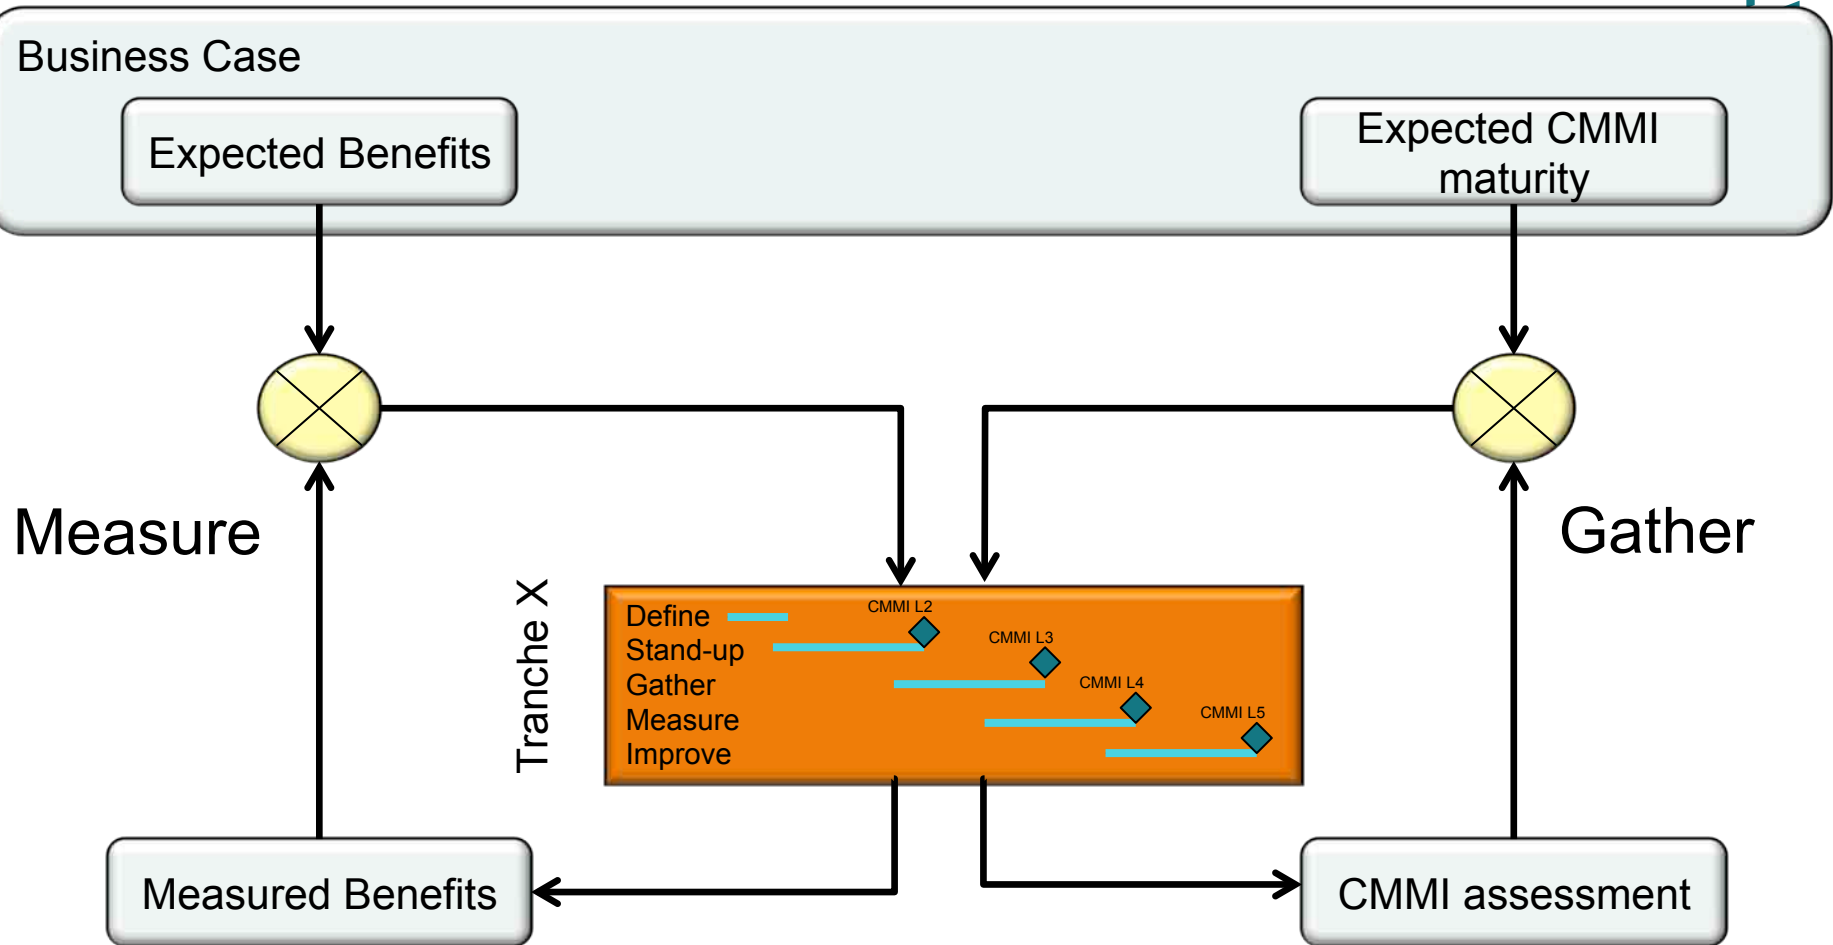 Business Case
Expected Benefits
Expected CMMI
maturity
Measure
Gather
Tranche X
Define
CMMI L2
Stand-up
CMMI L3
Gather
CMMI L4
Measure
CMMI L5
Improve
Measured Benefits
CMMI assessment